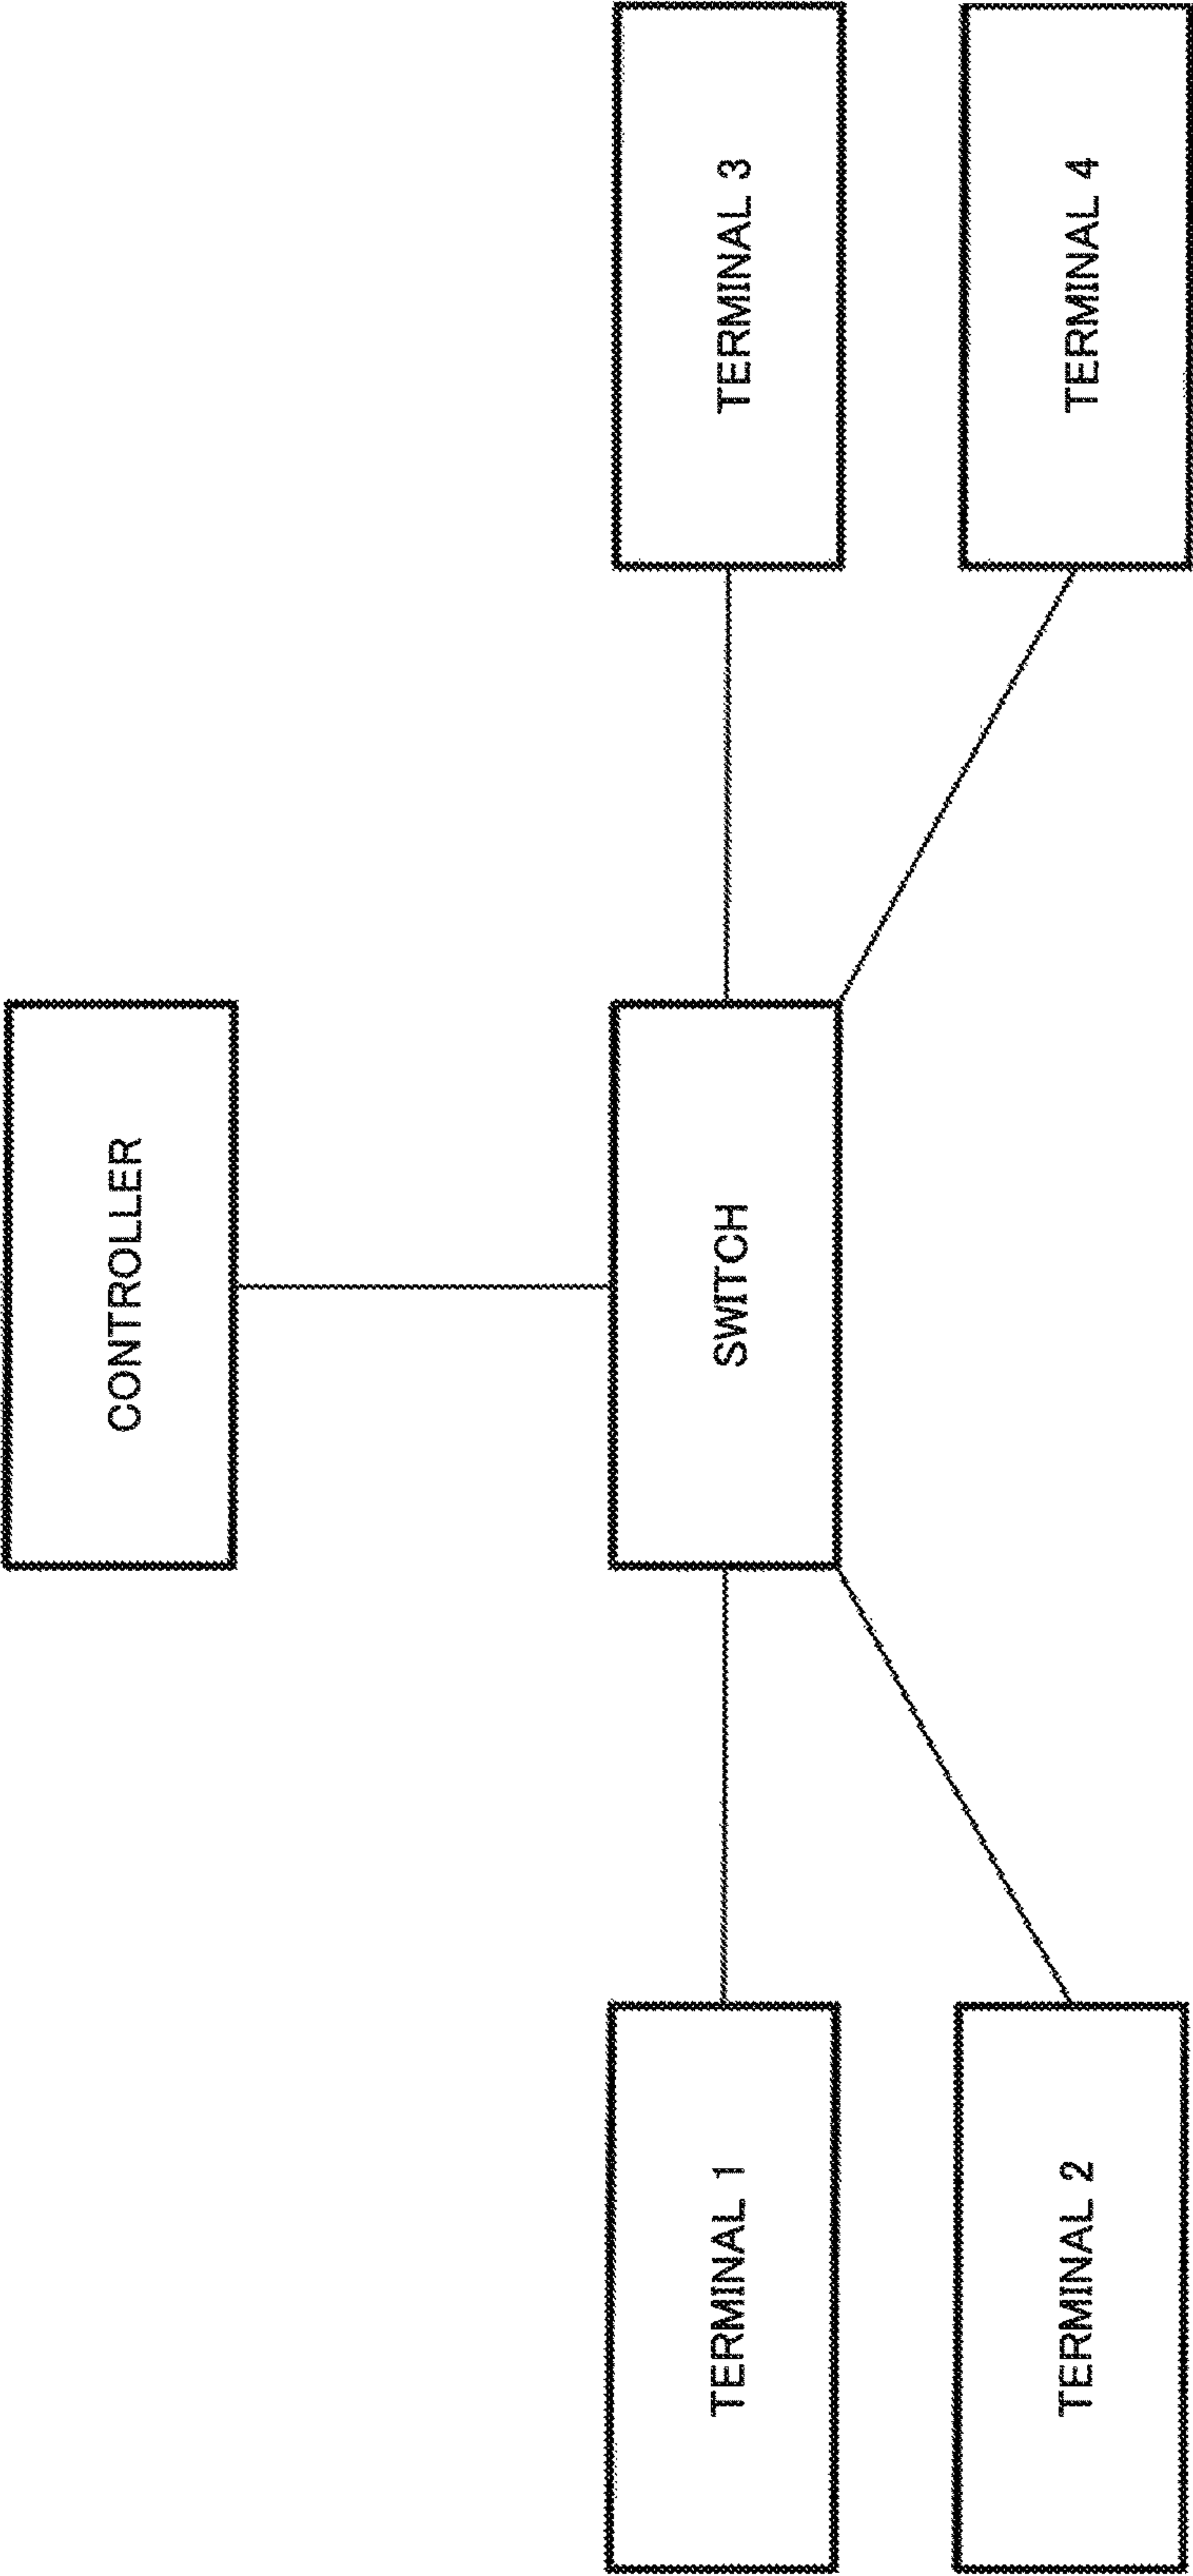 CONTROLLER
TERMINAL 1
SWITCH
TERMINAL 3
TERMINAL 2
TERMINAL 4